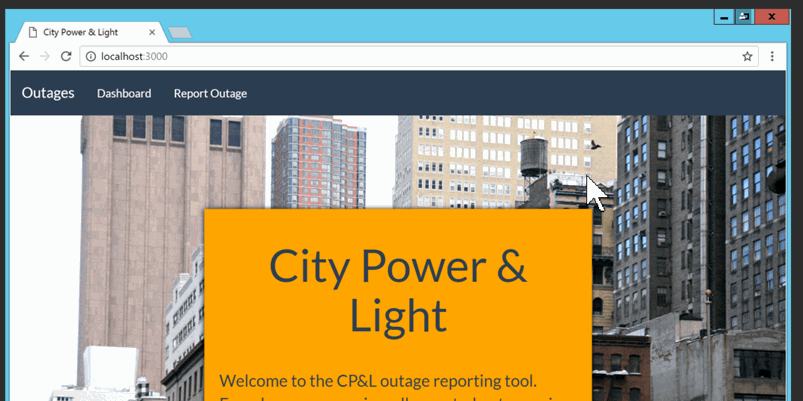 City Power & Light
localhost:3000
Outages Dashboard Report Outage
City Power &
Light
Welcome to the CP&L outage reporting tool.